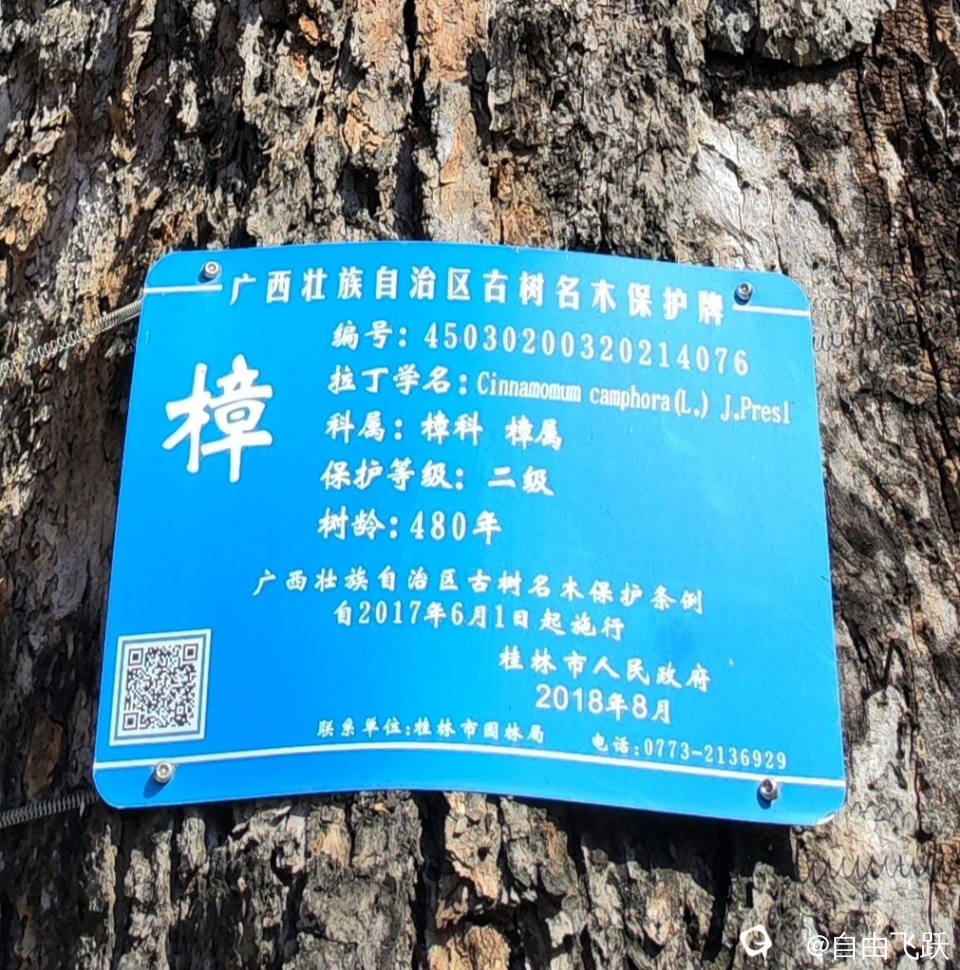 广西壮族自治区古树名木保护牌
樟
编号：45030200320214076
拉丁学名：Cinnamomum camphora(L.) J.Presl
科属：樟科 樟属
保护等级：二级
树龄：480年
广西壮族自治区古树名木保护条例
自2017年6月1日起施行
桂林市人民政府
2018年8月
联系单位：桂林市园林局 电话：0773-2136929
@自由飞跃